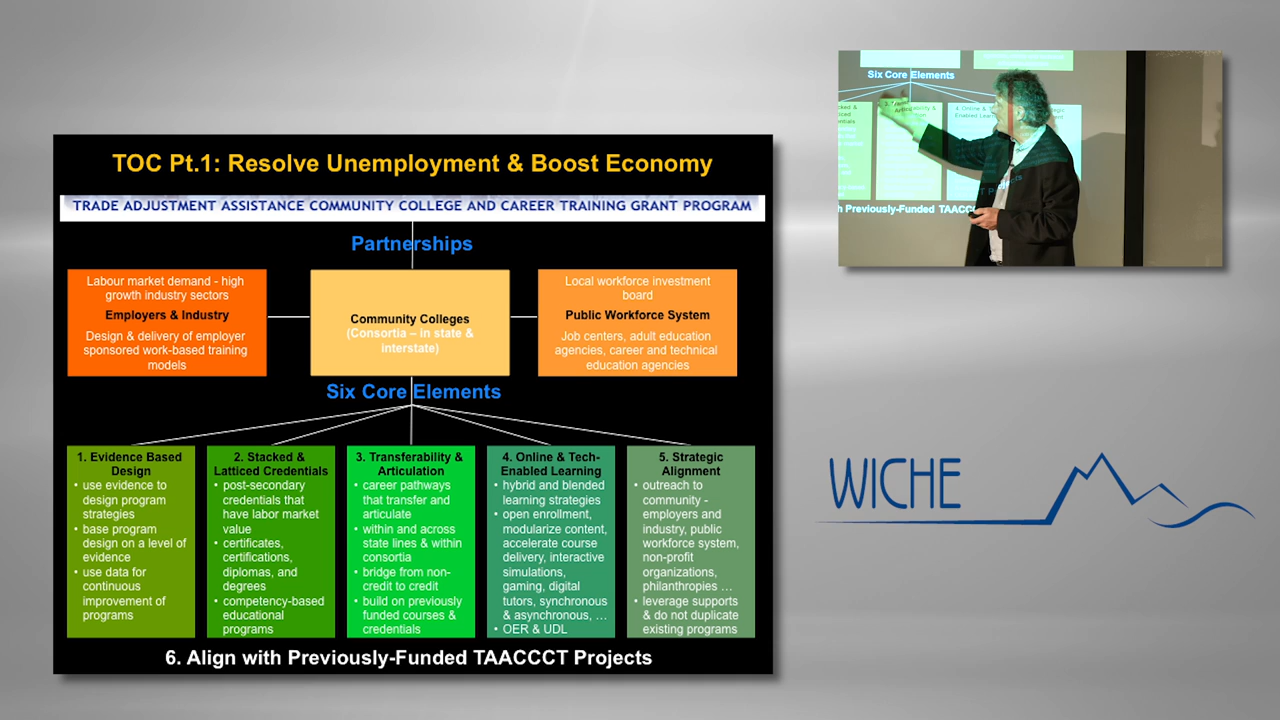 TOC Pt.1: Resolve Unemployment & Boost Economy
TRADE ADJUSTMENT ASSISTANCE COMMUNITY COLLEGE AND CAREER TRAINING GRANT PROGRAM
Partnerships
Labour market demand - high
growth industry sectors
Employers & Industry
Design & delivery of employer
sponsored work-based training
models
Community Colleges
(Consortia – in state &
interstate)
Local workforce investment
board
Public Workforce System
Job centers, adult education
agencies, career and technical
education agencies
Six Core Elements
1. Evidence Based
Design
• use evidence to
design program
strategies
• base program
design on a level of
evidence
• use data for
continuous
improvement of
programs
2. Stacked &
Latticed Credentials
• post-secondary
credentials that
have labor market
value
• certificates,
certifications,
diplomas, and
degrees
• competency-based
educational
programs
3. Transferability &
Articulation
• career pathways
that transfer and
articulate
• within and across
state lines & within
consortia
• bridge from non-
credit to credit
• build on previously
funded courses &
credentials
4. Online & Tech-
Enabled Learning
• hybrid and blended
learning strategies
• open enrollment,
modularize content,
accelerate course
delivery, interactive
simulations,
gaming, digital
tutors, synchronous
& asynchronous, …
• OER & UDL
5. Strategic
Alignment
• outreach to
community -
employers and
industry, public
workforce system,
non-profit
organizations,
philanthropies …
• leverage supports
& do not duplicate
existing programs
6. Align with Previously-Funded TAACCCT Projects
Six Core Elements
h Previously-Funded TAACC
WICHE